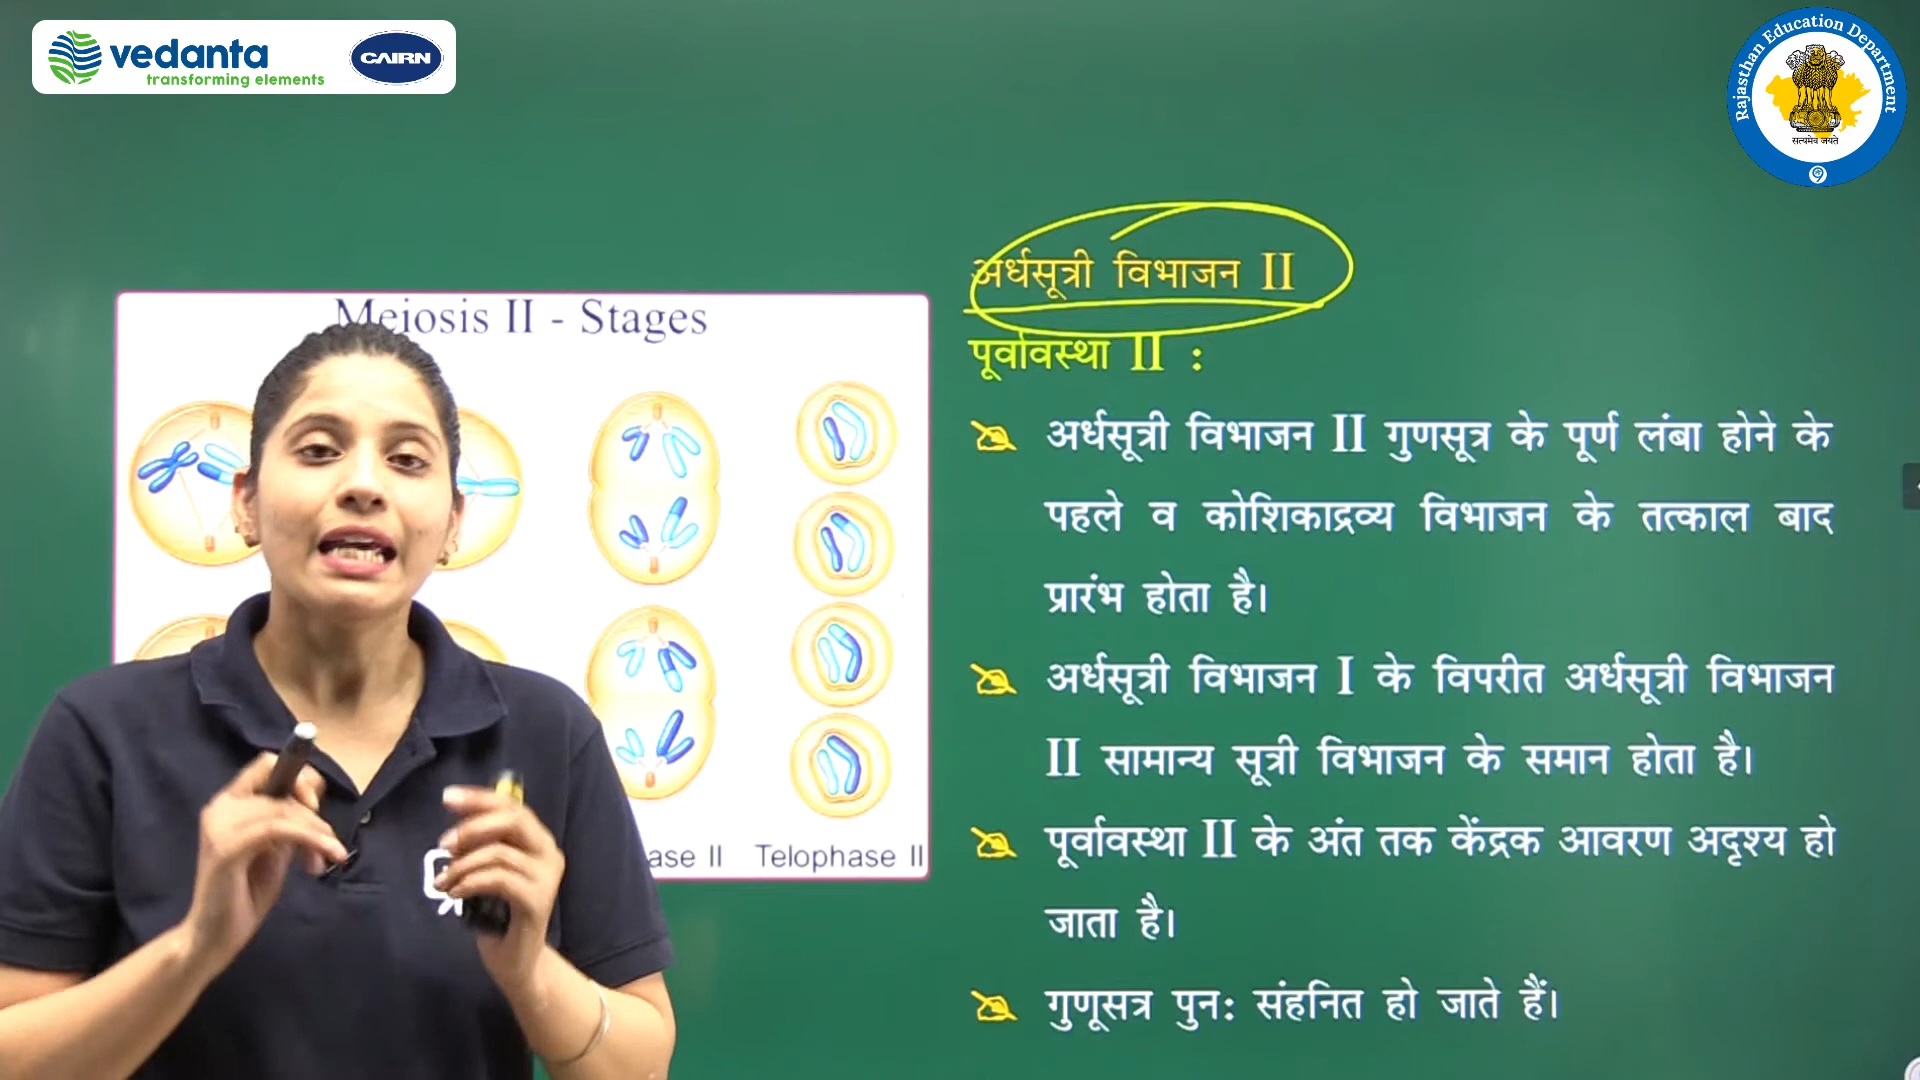 vedanta
transforming elements
CAIRN
Rajasthan Education Department
सत्यमेव जयते
Meiosis II - Stages
ase II
Telophase II
अर्धसूत्री विभाजन II
पूर्वावस्था II :
अर्धसूत्री विभाजन II गुणसूत्र के पूर्ण लंबा होने के
पहले व कोशिकाद्रव्य विभाजन के तत्काल बाद
प्रारंभ होता है।
अर्धसूत्री विभाजन I के विपरीत अर्धसूत्री विभाजन
II सामान्य सूत्री विभाजन के समान होता है।
पूर्वावस्था II के अंत तक केंद्रक आवरण अदृश्य हो
जाता है।
गुणूसत्र पुन: संहनित हो जाते हैं।